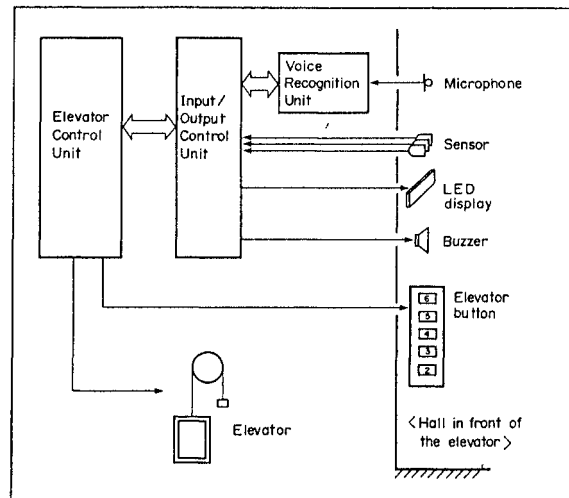 Elevator
Control
Unit
Input/
Output
Control
Unit
Voice
Recognition
Unit
Microphone
Sensor
LED
display
Buzzer
6
5
4
3
2
Elevator
button
Elevator
<Hall in front of
the elevator>